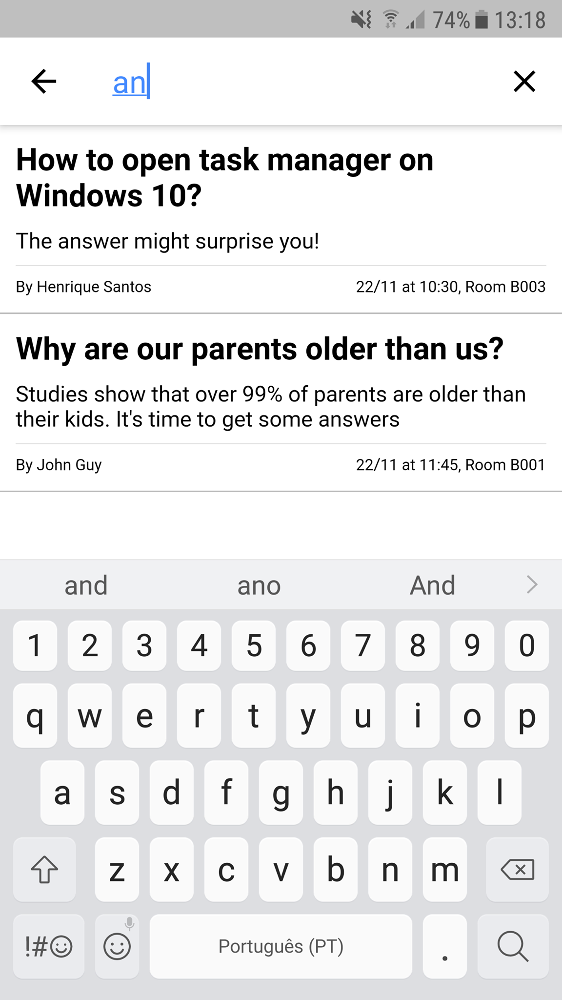 74% 13:18
an
How to open task manager on
Windows 10?
The answer might surprise you!
By Henrique Santos 22/11 at 10:30, Room B003
Why are our parents older than us?
Studies show that over 99% of parents are older than
their kids. It's time to get some answers
By John Guy 22/11 at 11:45, Room B001
and ano And
1 2 3 4 5 6 7 8 9 0
q w e r t y u i o p
a s d f g h j k l
z x c v b n m
!# Português (PT) .